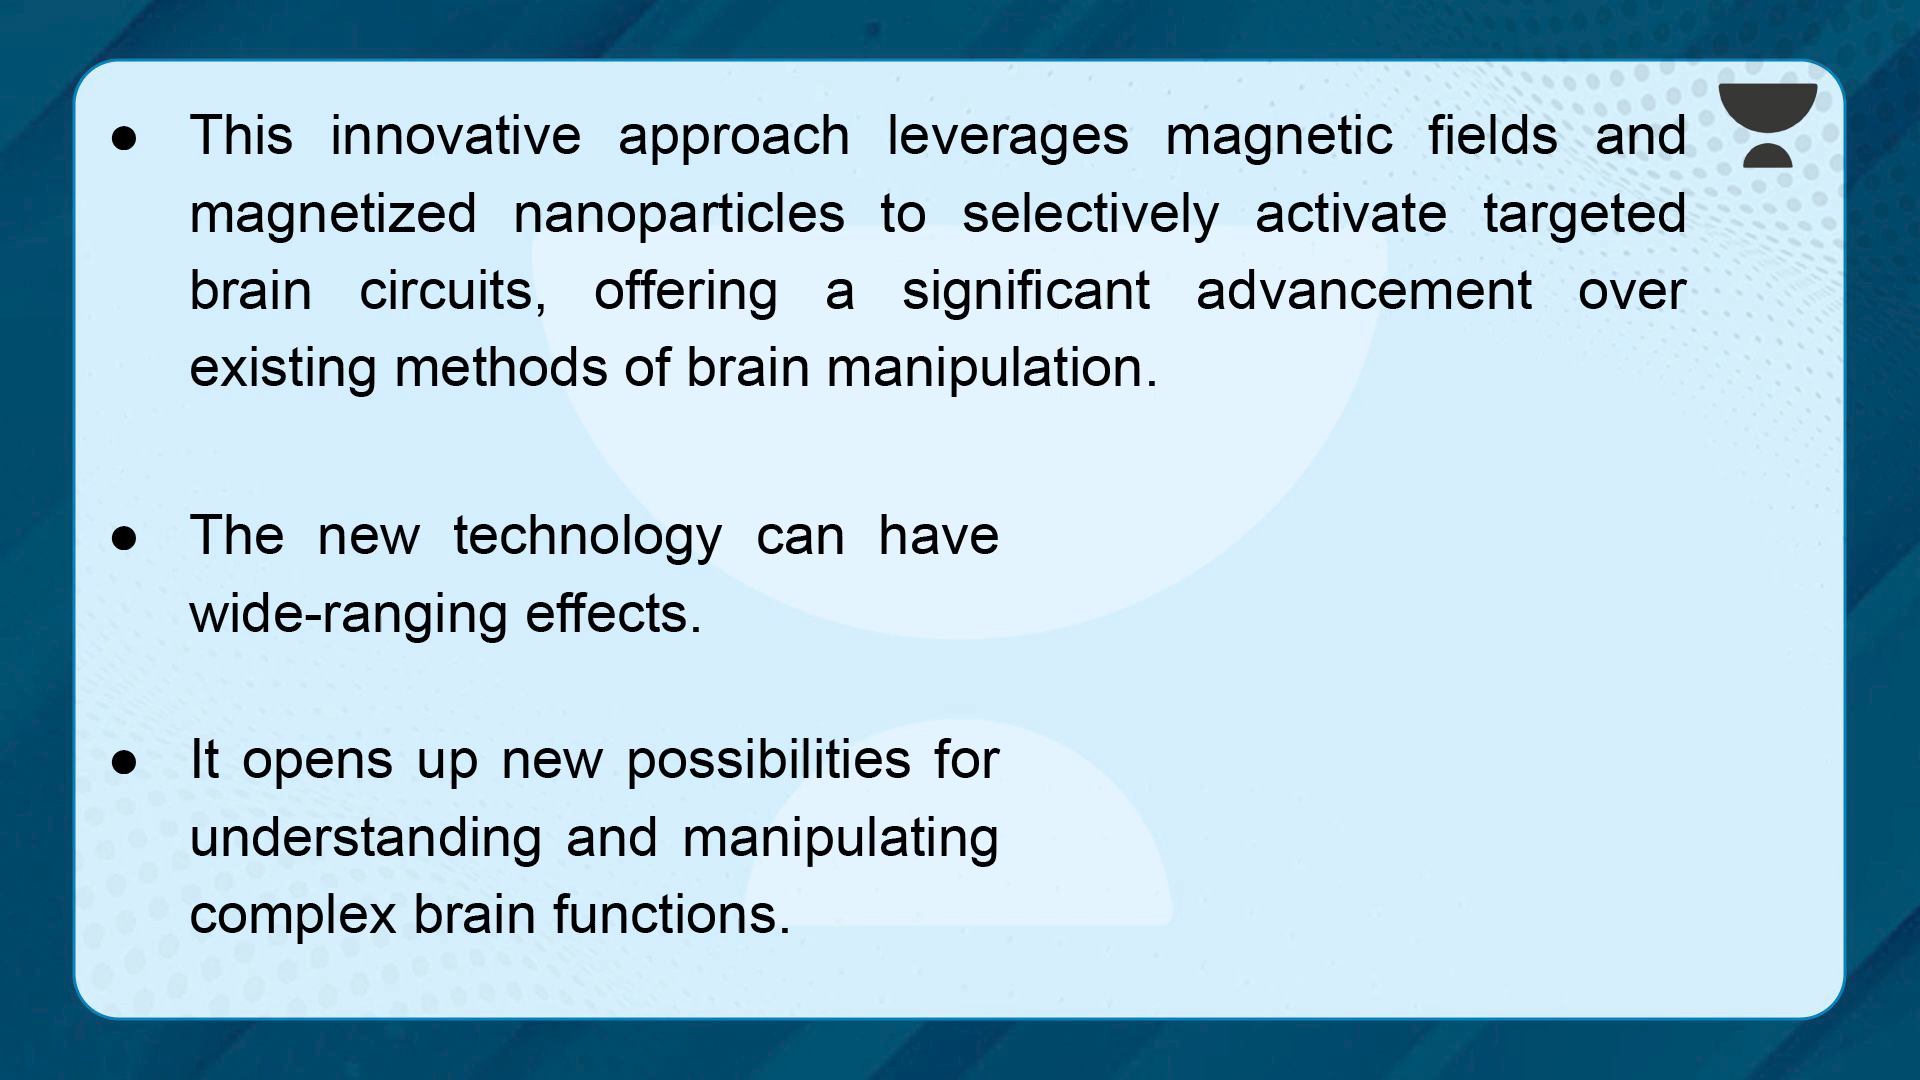 ● This innovative approach leverages magnetic fields and
magnetized nanoparticles to selectively activate targeted
brain circuits, offering a significant advancement over
existing methods of brain manipulation.
● The new technology can have
wide-ranging effects.
● It opens up new possibilities for
understanding and manipulating
complex brain functions.